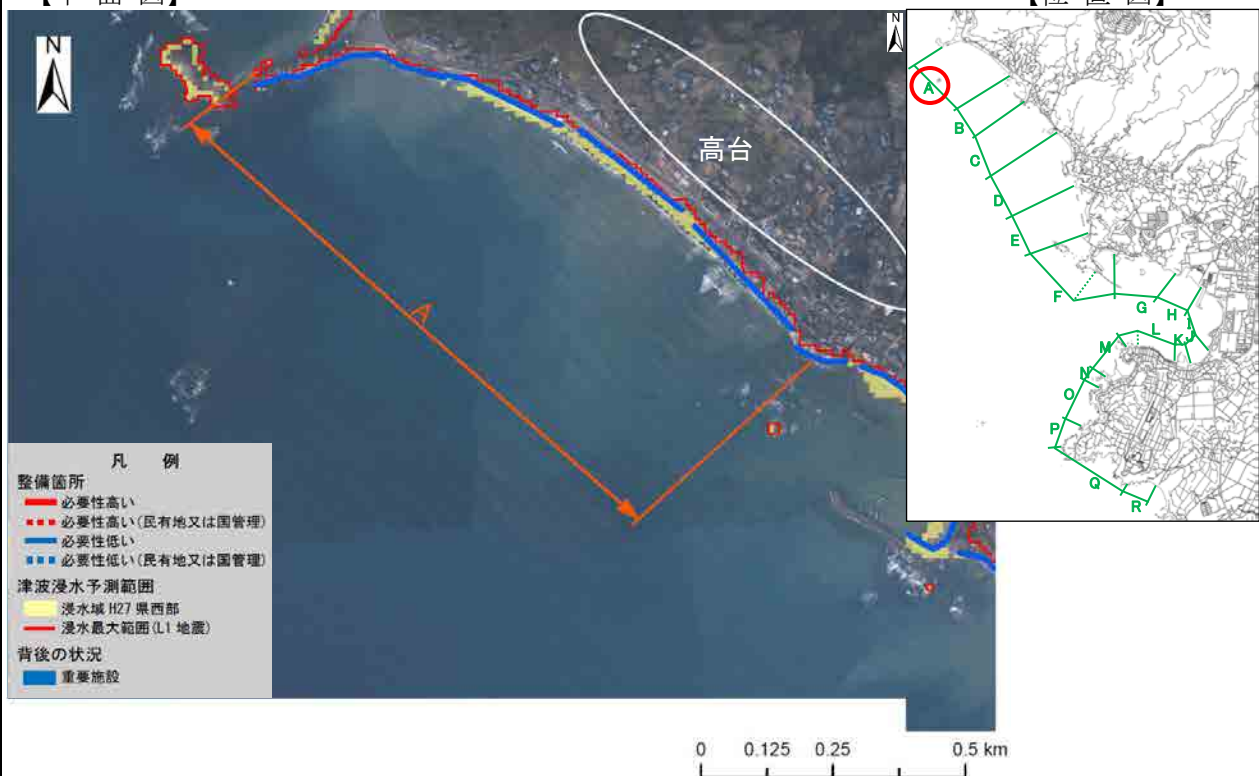 【平面図】
【位置図】
N
N
高台
A
A
B
C
D
E
F
G
H
I
J
K
L
M
N
O
P
Q
R
凡 例
整備箇所
必要性高い
必要性高い(民有地又は国管理)
必要性低い
必要性低い(民有地又は国管理)
津波浸水予測範囲
浸水域 H27 県西部
浸水最大範囲(L1 地震)
背後の状況
重要施設
0 0.125 0.25 0.5 km